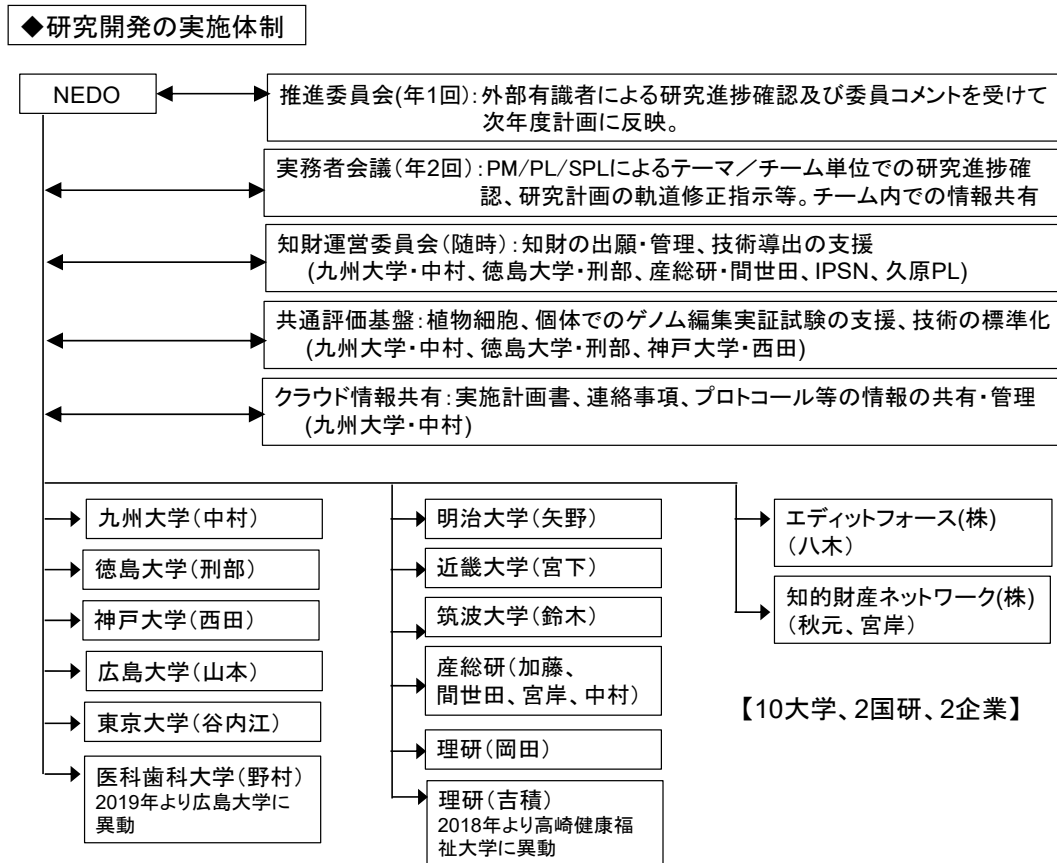 ◆研究開発の実施体制
NEDO
推進委員会(年1回)：外部有識者による研究進捗確認及び委員コメントを受けて
次年度計画に反映。
実務者会議（年2回）：PM/PL/SPLによるテーマ／チーム単位での研究進捗確
認、研究計画の軌道修正指示等。チーム内での情報共有
知財運営委員会（随時）：知財の出願・管理、技術導出の支援
(九州大学・中村、徳島大学・刑部、産総研・間世田、IPSN、久原PL)
共通評価基盤：植物細胞、個体でのゲノム編集実証試験の支援、技術の標準化
(九州大学・中村、徳島大学・刑部、神戸大学・西田)
クラウド情報共有：実施計画書、連絡事項、プロトコール等の情報の共有・管理
(九州大学・中村)
九州大学（中村）
徳島大学（刑部）
神戸大学（西田）
広島大学（山本）
東京大学（谷内江）
医科歯科大学（野村）
2019年より広島大学に
異動
明治大学（矢野）
近畿大学（宮下）
筑波大学（鈴木）
産総研（加藤、
間世田、宮岸、中村）
理研（岡田）
理研（吉積）
2018年より高崎健康福
祉大学に異動
エディットフォース(株)
（八木）
知的財産ネットワーク(株)
（秋元、宮岸）
【10大学、2国研、2企業】